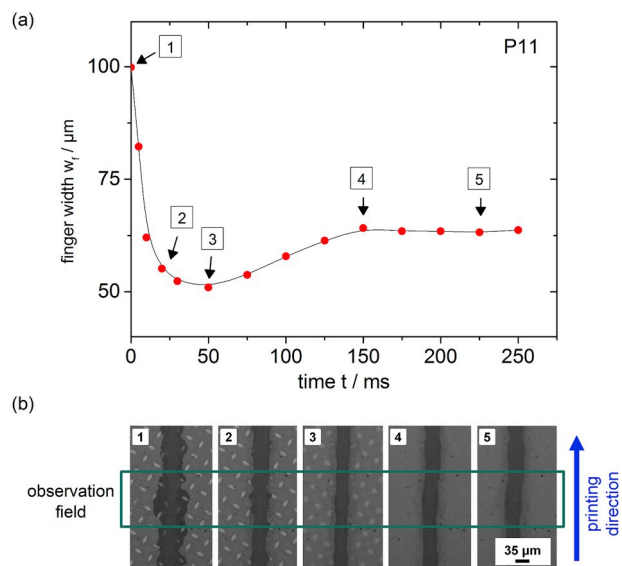 (a)
P11
1
2
3
4
5
100
75
50
finger width w_f / μm
0 50 100 150 200 250
time t / ms
(b)
1 2 3 4 5
observation
field
35 μm
printing
direction